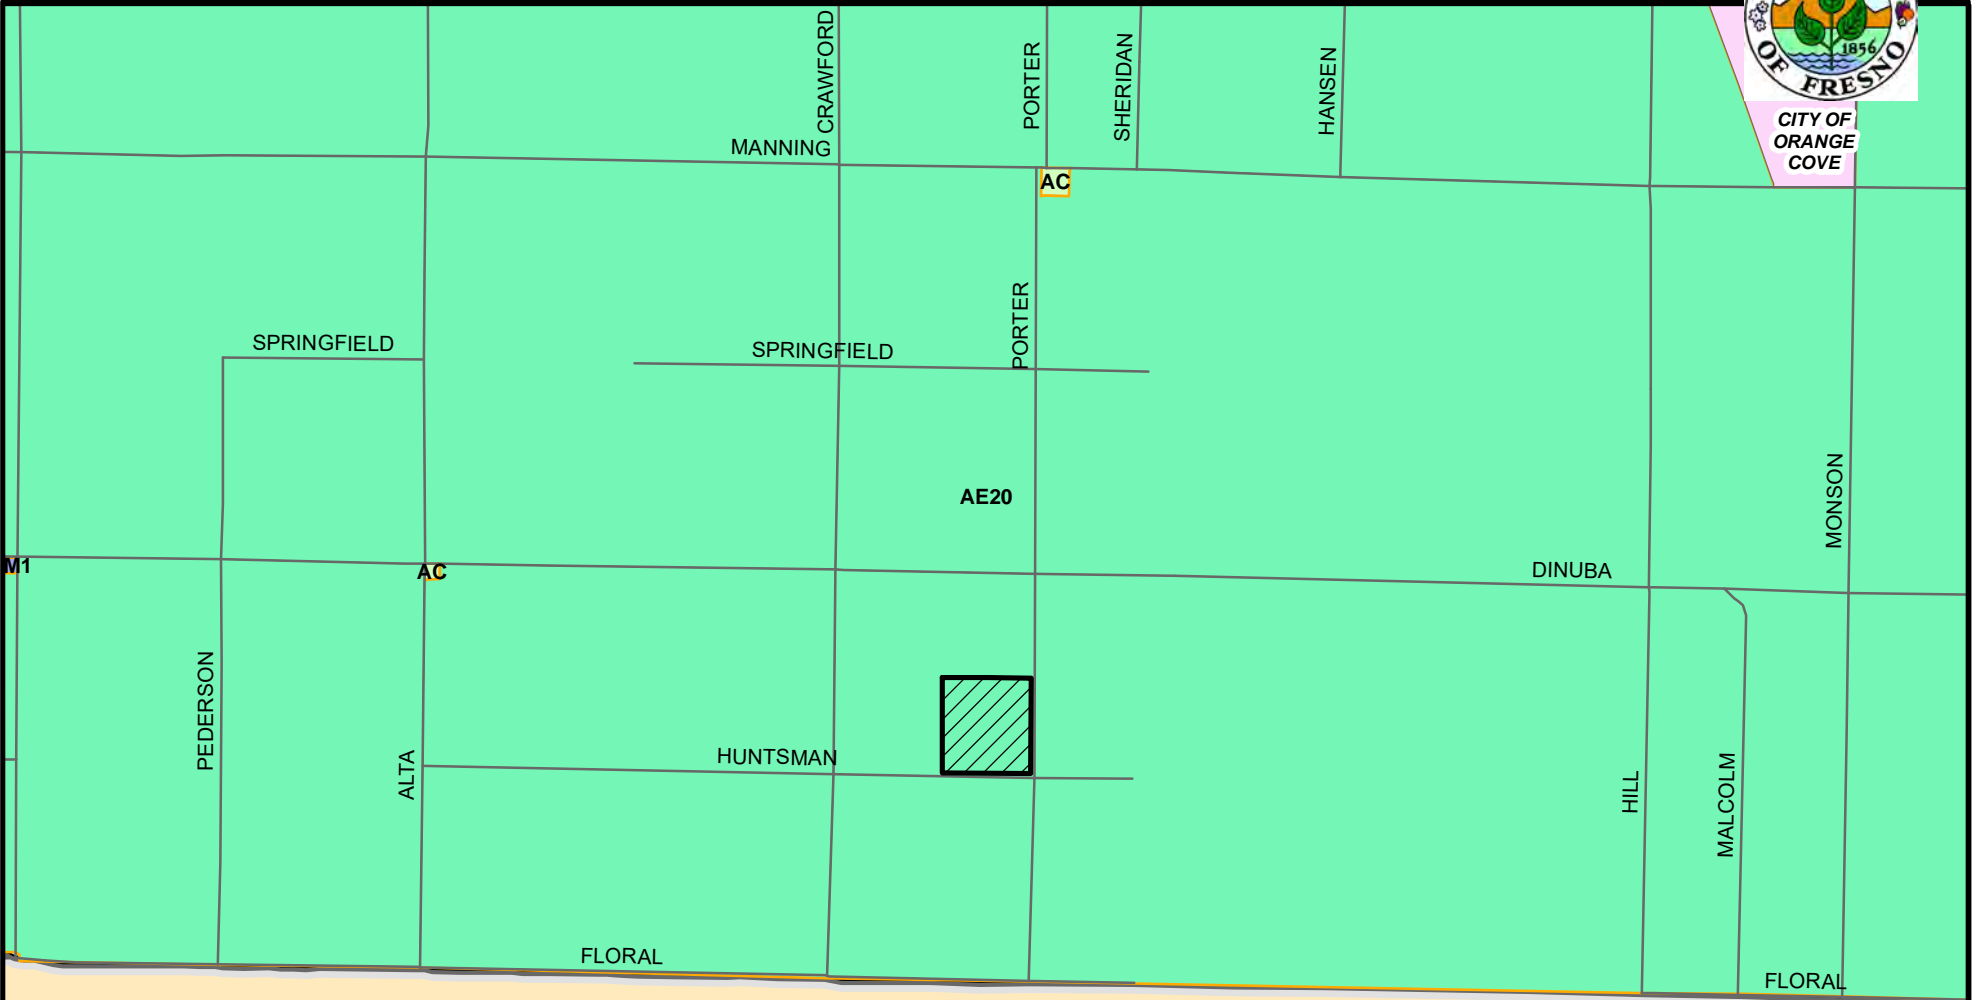 CRAWFORD
PORTER
SHERIDAN
HANSEN
1856
OF FRESNO
CITY OF
ORANGE
COVE
MANNING
AC
PORTER
SPRINGFIELD
SPRINGFIELD
AE20
MONSON
M1
AC
DINUBA
PEDERSON
ALTA
HUNTSMAN
HILL
MALCOLM
FLORAL
FLORAL